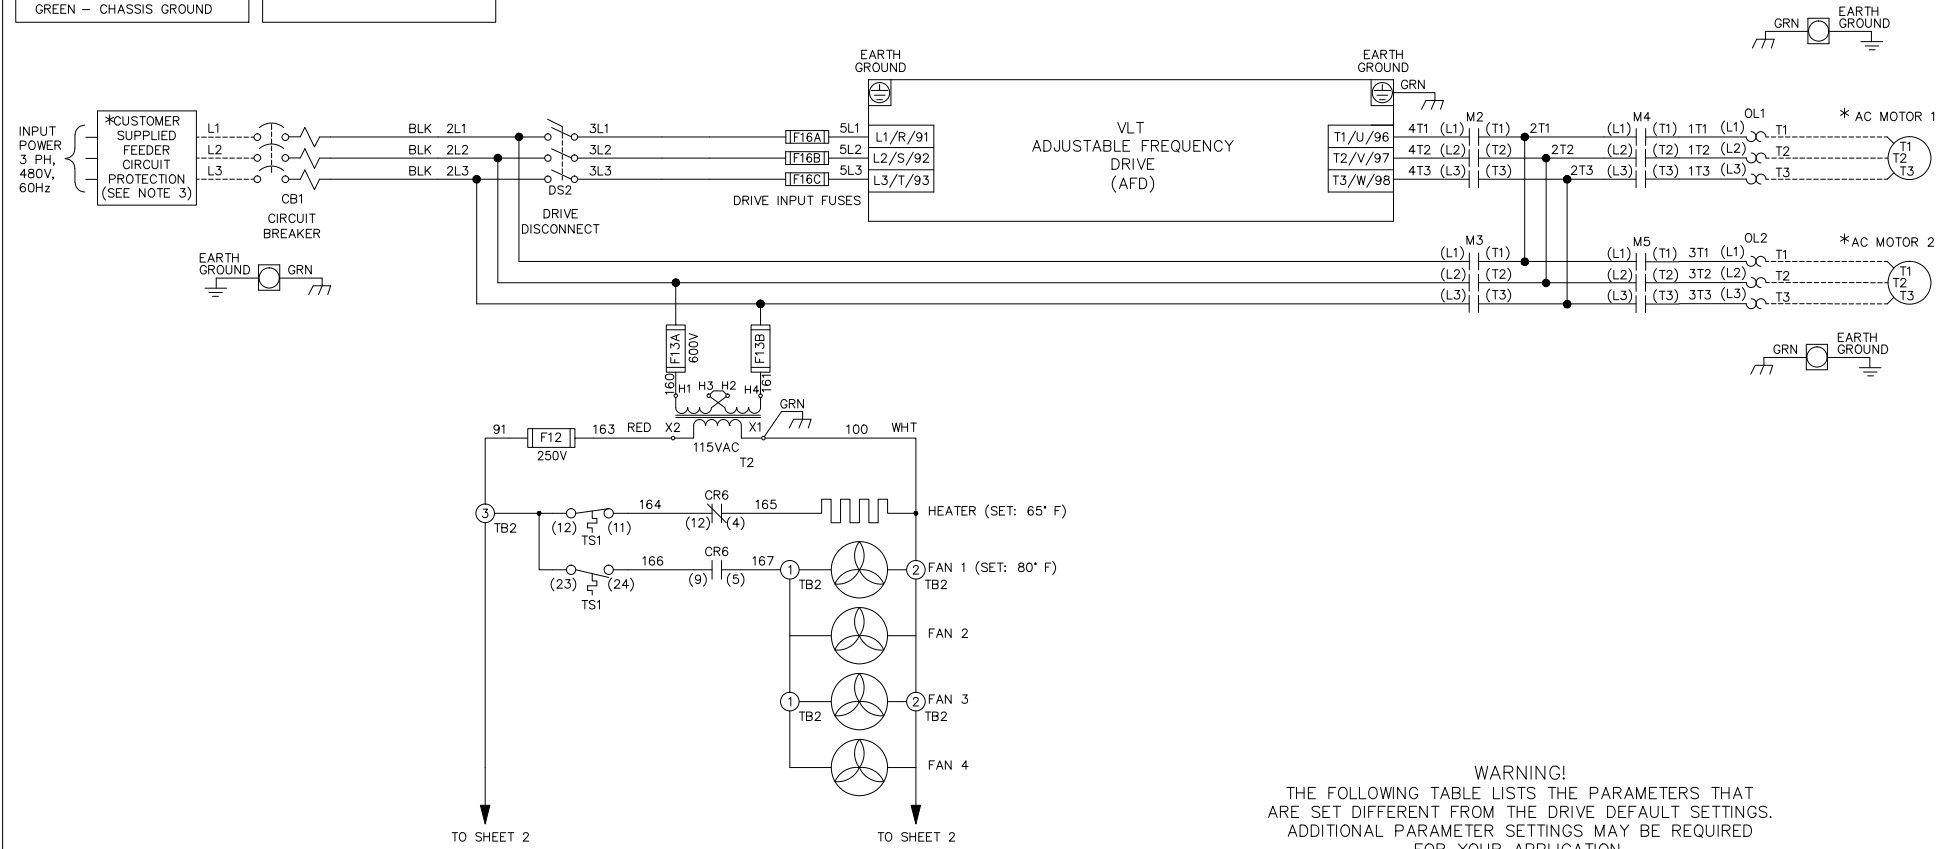 GREEN – CHASSIS GROUND
GRN
EARTH
GROUND
INPUT
POWER
3 PH,
480V,
60Hz
*CUSTOMER
SUPPLIED
FEEDER
CIRCUIT
PROTECTION
(SEE NOTE 3)
L1
L2
L3
CB1
CIRCUIT
BREAKER
EARTH
GROUND
GRN
BLK 2L1
BLK 2L2
BLK 2L3
DS2
DRIVE
DISCONNECT
3L1
3L2
3L3
F16A
F16B
F16C
DRIVE INPUT FUSES
5L1
5L2
5L3
EARTH
GROUND
L1/R/91
L2/S/92
L3/T/93
VLT
ADJUSTABLE FREQUENCY
DRIVE
(AFD)
EARTH
GROUND
GRN
T1/U/96
T2/V/97
T3/W/98
M2
4T1 (L1) (T1) 2T1
4T2 (L2) (T2) 2T2
4T3 (L3) (T3) 2T3
M4
(L1) (T1) 1T1 (L1)
(L2) (T2) 1T2 (L2)
(L3) (T3) 1T3 (L3)
OL1
T1
T2
T3
* AC MOTOR 1
T1
T2
T3
M3
(L1) (T1)
(L2) (T2)
(L3) (T3)
M5
(L1) (T1) 3T1 (L1)
(L2) (T2) 3T2 (L2)
(L3) (T3) 3T3 (L3)
OL2
T1
T2
T3
*AC MOTOR 2
T1
T2
T3
GRN
EARTH
GROUND
F13A
600V
F13B
160
161
H1 H3 H2 H4
GRN
91
F12
250V
163 RED X2
X1
115VAC
T2
100 WHT
3
TB2
(12) (11)
TS1
164
CR6
(12) (4)
165
HEATER (SET: 65° F)
(23) (24)
TS1
166
CR6
(9) (5)
167
1
TB2
2
TB2
FAN 1 (SET: 80° F)
FAN 2
1
TB2
2
TB2
FAN 3
FAN 4
TO SHEET 2
TO SHEET 2
WARNING!
THE FOLLOWING TABLE LISTS THE PARAMETERS THAT
ARE SET DIFFERENT FROM THE DRIVE DEFAULT SETTINGS.
ADDITIONAL PARAMETER SETTINGS MAY BE REQUIRED
FOR YOUR APPLICATION